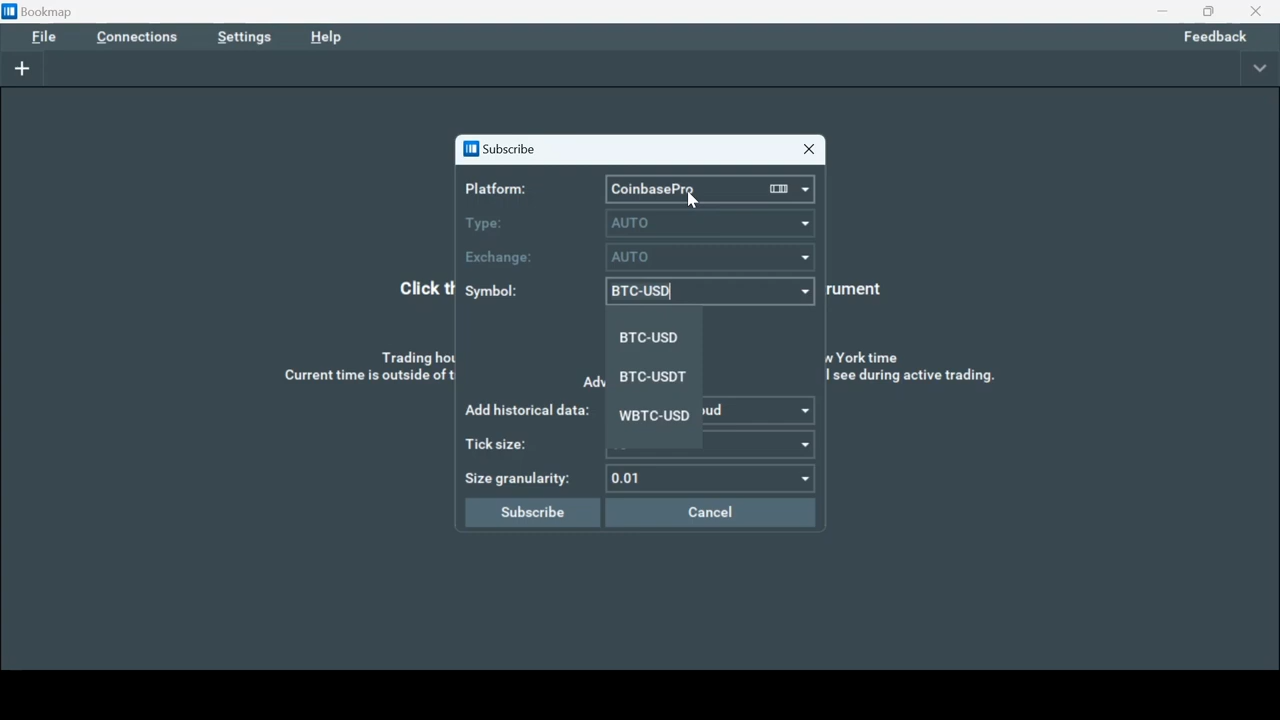 Bookmap
File Connections Settings Help Feedback
Subscribe
Platform: CoinbasePro
Type: AUTO
Exchange: AUTO
Click th
Symbol: BTC-USD
rument
BTC-USD
Trading hou
w York time
Current time is outside of t
BTC-USDT
l see during active trading.
Adv
Add historical data: oud
WBTC-USD
Tick size:
Size granularity: 0.01
Subscribe Cancel